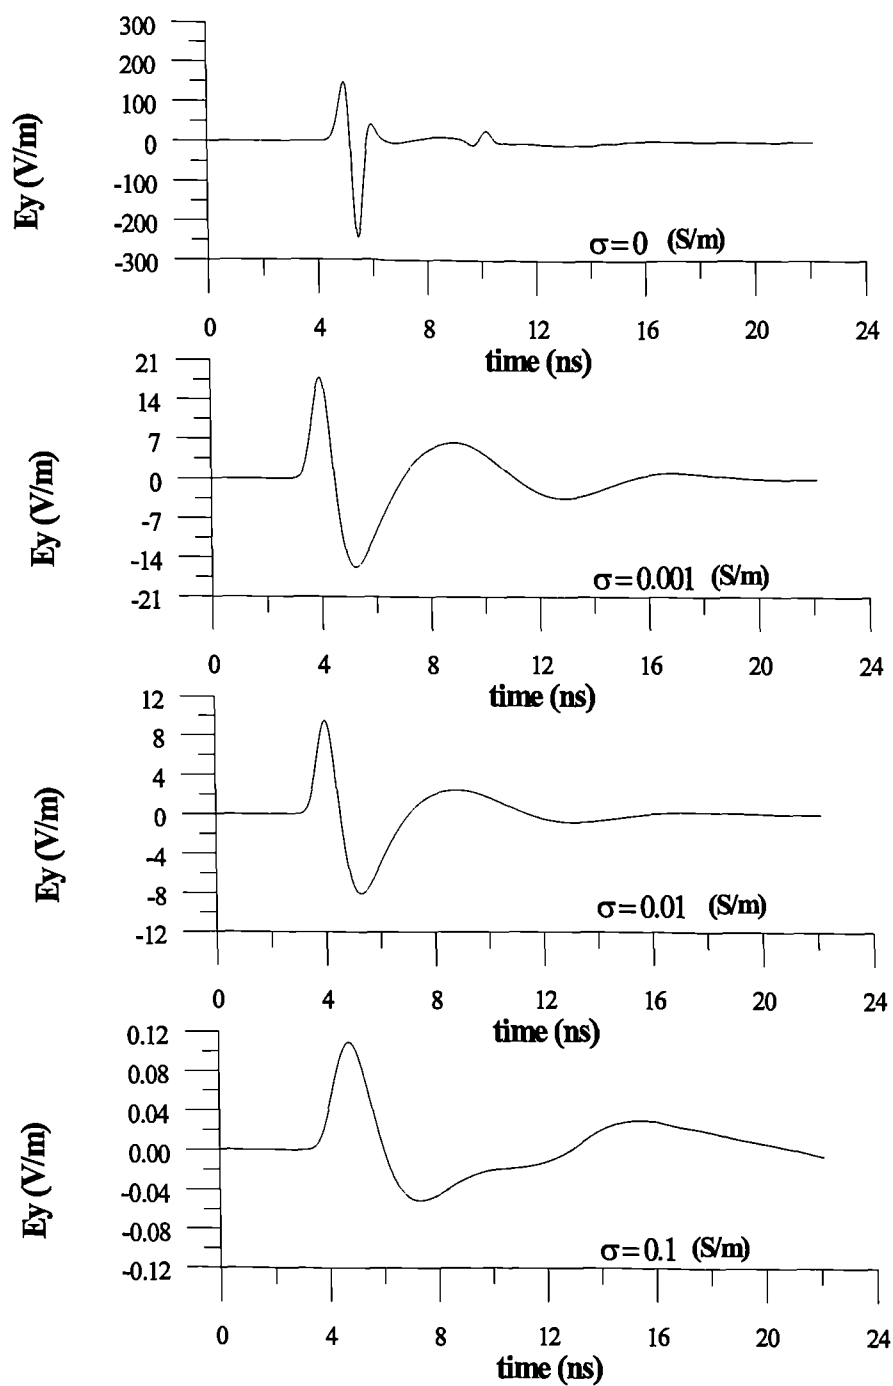 300
200
100
0
-100
-200
-300
Ey (V/m)
σ=0 (S/m)
0 4 8 12 16 20 24
time (ns)
21
14
7
0
-7
-14
-21
Ey (V/m)
σ=0.001 (S/m)
0 4 8 12 16 20 24
time (ns)
12
8
4
0
-4
-8
-12
Ey (V/m)
σ=0.01 (S/m)
0 4 8 12 16 20 24
time (ns)
0.12
0.08
0.04
0.00
-0.04
-0.08
-0.12
Ey (V/m)
σ=0.1 (S/m)
0 4 8 12 16 20 24
time (ns)